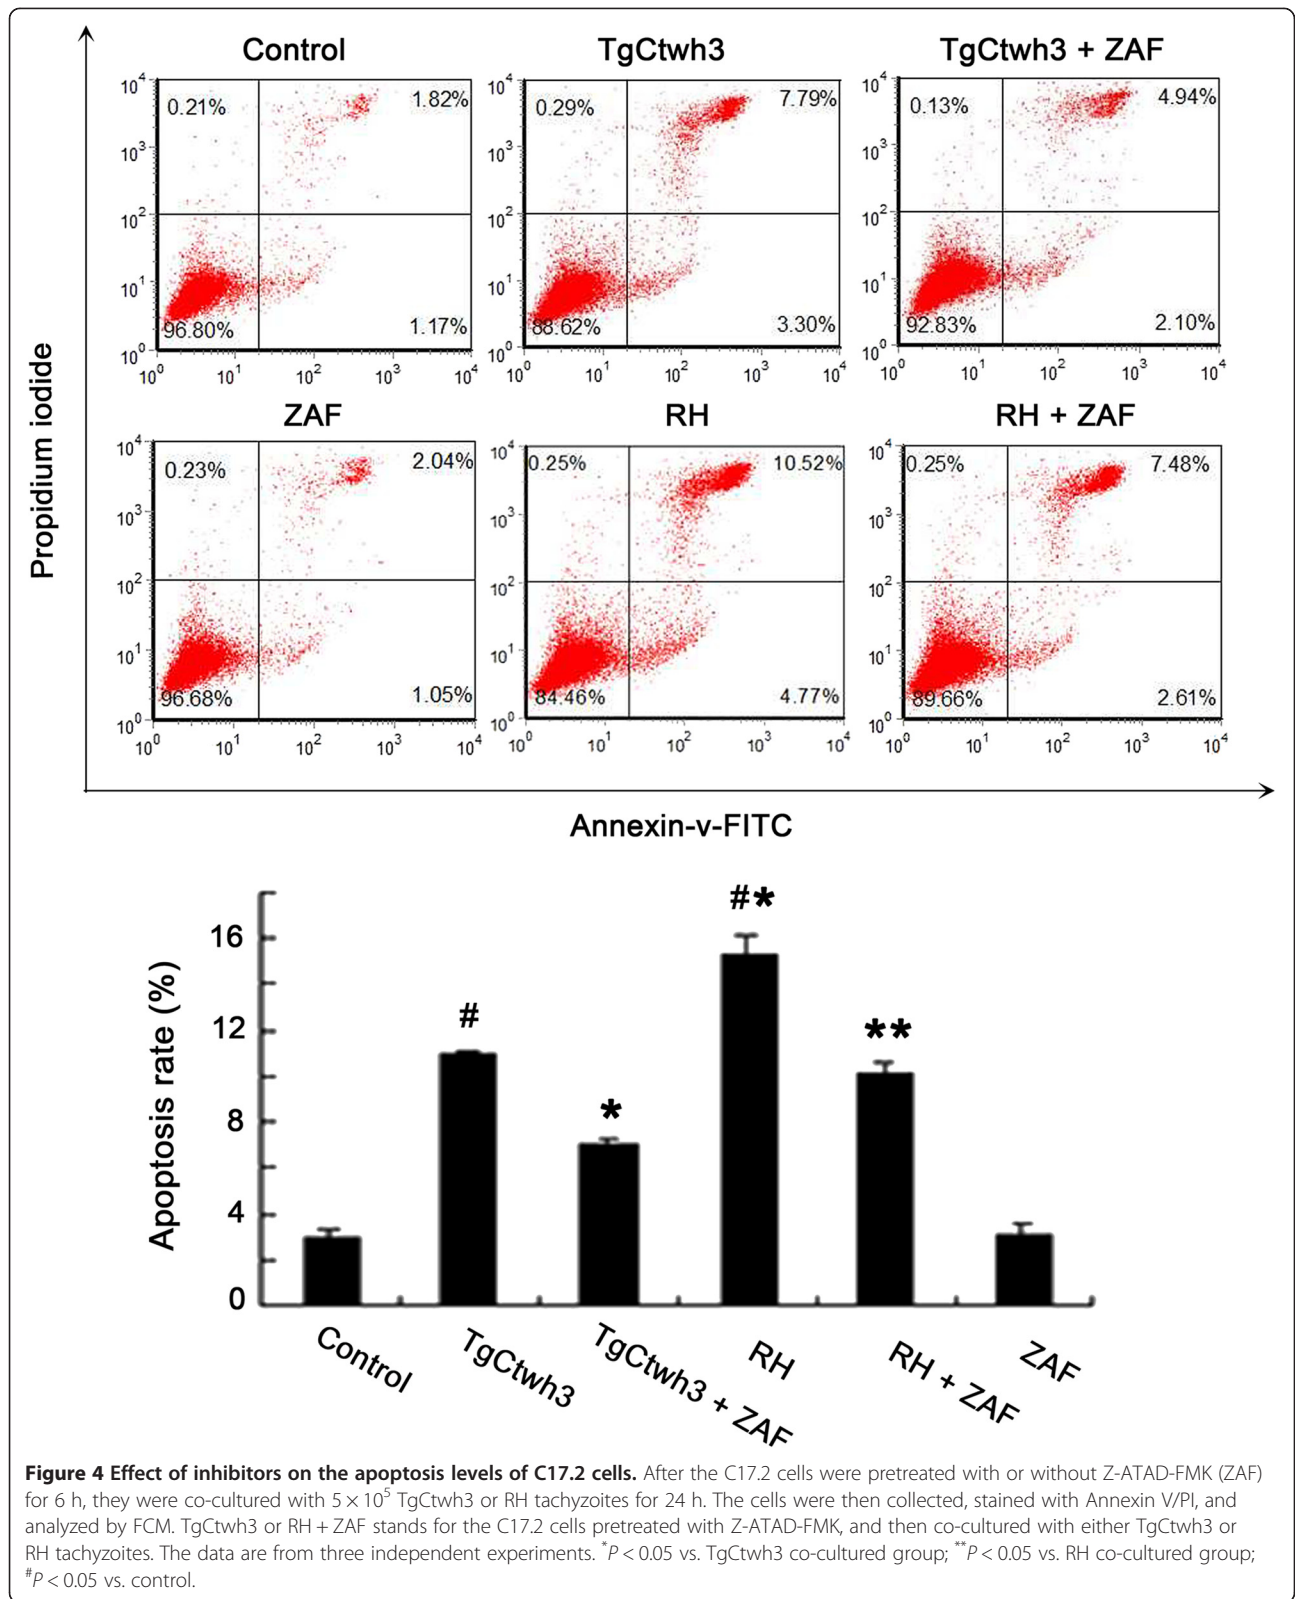 Control
TgCtwh3
TgCtwh3 + ZAF
10⁴
10³
10²
10¹
10⁰
0.21%
1.82%
96.80%
1.17%
10⁰ 10¹ 10² 10³ 10⁴
10⁴
10³
10²
10¹
10⁰
0.29%
7.79%
88.62%
3.30%
10⁰ 10¹ 10² 10³ 10⁴
10⁴
10³
10²
10¹
10⁰
0.13%
4.94%
92.83%
2.10%
10⁰ 10¹ 10² 10³ 10⁴
Propidium iodide
ZAF
RH
RH + ZAF
10⁴
10³
10²
10¹
10⁰
0.23%
2.04%
96.68%
1.05%
10⁰ 10¹ 10² 10³ 10⁴
10⁴
10³
10²
10¹
10⁰
0.25%
10.52%
84.46%
4.77%
10⁰ 10¹ 10² 10³ 10⁴
10⁴
10³
10²
10¹
10⁰
0.25%
7.48%
89.66%
2.61%
10⁰ 10¹ 10² 10³ 10⁴
Annexin-v-FITC
Apoptosis rate (%)
16
12
8
4
0
#
*
#*
**
Control
TgCtwh3
TgCtwh3 + ZAF
RH
RH + ZAF
ZAF
Figure 4 Effect of inhibitors on the apoptosis levels of C17.2 cells. After the C17.2 cells were pretreated with or without Z-ATAD-FMK (ZAF)
for 6 h, they were co-cultured with 5 × 10⁵ TgCtwh3 or RH tachyzoites for 24 h. The cells were then collected, stained with Annexin V/PI, and
analyzed by FCM. TgCtwh3 or RH + ZAF stands for the C17.2 cells pretreated with Z-ATAD-FMK, and then co-cultured with either TgCtwh3 or
RH tachyzoites. The data are from three independent experiments. *P < 0.05 vs. TgCtwh3 co-cultured group; **P < 0.05 vs. RH co-cultured group;
#P < 0.05 vs. control.